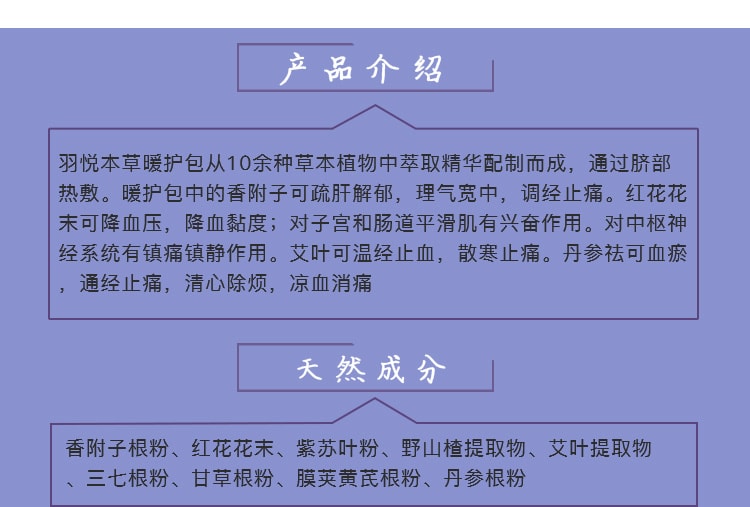 产品介绍
羽悦本草暖护包从10余种草本植物中萃取精华配制而成，通过脐部
热敷。暖护包中的香附子可疏肝解郁，理气宽中，调经止痛。红花花
末可降血压，降血黏度；对子宫和肠道平滑肌有兴奋作用。对中枢神
经系统有镇痛镇静作用。艾叶可温经止血，散寒止痛。丹参祛可血瘀
，通经止痛，清心除烦，凉血消痛
天然成分
香附子根粉、红花花末、紫苏叶粉、野山楂提取物、艾叶提取物
、三七根粉、甘草根粉、膜荚黄芪根粉、丹参根粉